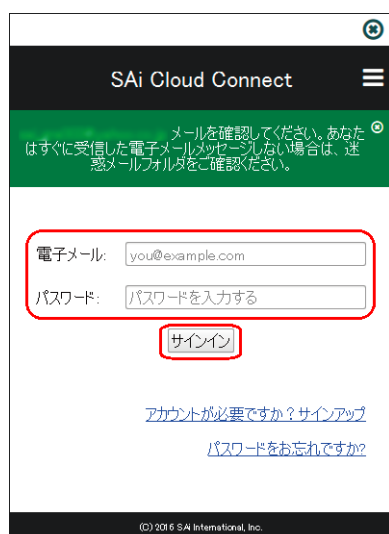 SAi Cloud Connect
メールを確認してください。あなた
はすぐに受信した電子メールメッセージしない場合は、迷
惑メールフォルダをご確認ください。
電子メール: you@example.com
パスワード: パスワードを入力する
サインイン
アカウントが必要ですか？サインアップ
パスワードをお忘れですか?
(C) 2016 SAi International, Inc.